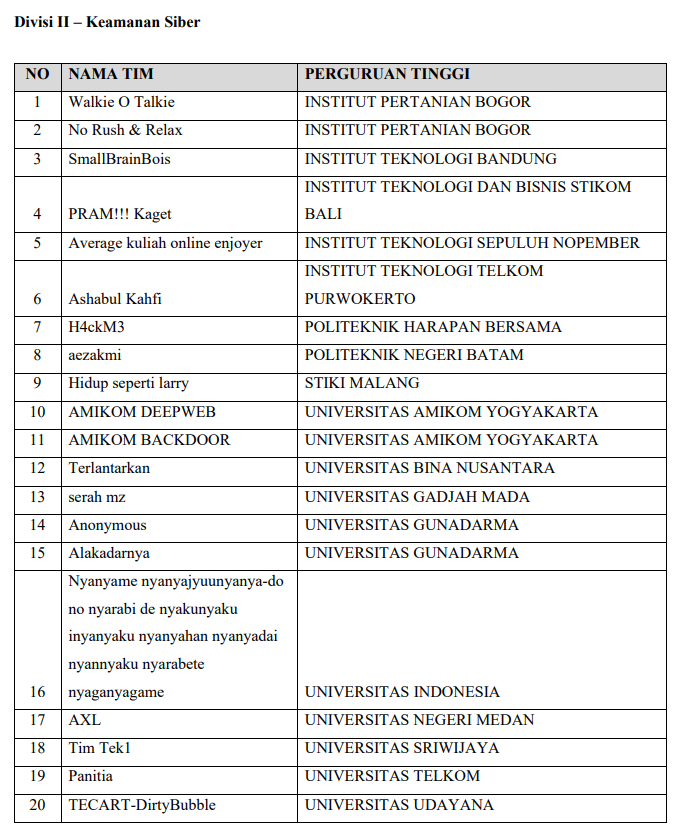 Divisi II – Keamanan Siber
NO NAMA TIM PERGURUAN TINGGI
1 Walkie O Talkie INSTITUT PERTANIAN BOGOR
2 No Rush & Relax INSTITUT PERTANIAN BOGOR
3 SmallBrainBois INSTITUT TEKNOLOGI BANDUNG
INSTITUT TEKNOLOGI DAN BISNIS STIKOM
4 PRAM!!! Kaget BALI
5 Average kuliah online enjoyer INSTITUT TEKNOLOGI SEPULUH NOPEMBER
INSTITUT TEKNOLOGI TELKOM
6 Ashabul Kahfi PURWOKERTO
7 H4ckM3 POLITEKNIK HARAPAN BERSAMA
8 aezakmi POLITEKNIK NEGERI BATAM
9 Hidup seperti larry STIKI MALANG
10 AMIKOM DEEPWEB UNIVERSITAS AMIKOM YOGYAKARTA
11 AMIKOM BACKDOOR UNIVERSITAS AMIKOM YOGYAKARTA
12 Terlantarkan UNIVERSITAS BINA NUSANTARA
13 serah mz UNIVERSITAS GADJAH MADA
14 Anonymous UNIVERSITAS GUNADARMA
15 Alakadarnya UNIVERSITAS GUNADARMA
Nyanyame nyanyajyuunyanya-do
no nyarabi de nyakunyaku
inyanyaku nyanyahan nyanyadai
nyannyaku nyarabete
16 nyaganyagame UNIVERSITAS INDONESIA
17 AXL UNIVERSITAS NEGERI MEDAN
18 Tim Tek1 UNIVERSITAS SRIWIJAYA
19 Panitia UNIVERSITAS TELKOM
20 TECART-DirtyBubble UNIVERSITAS UDAYANA